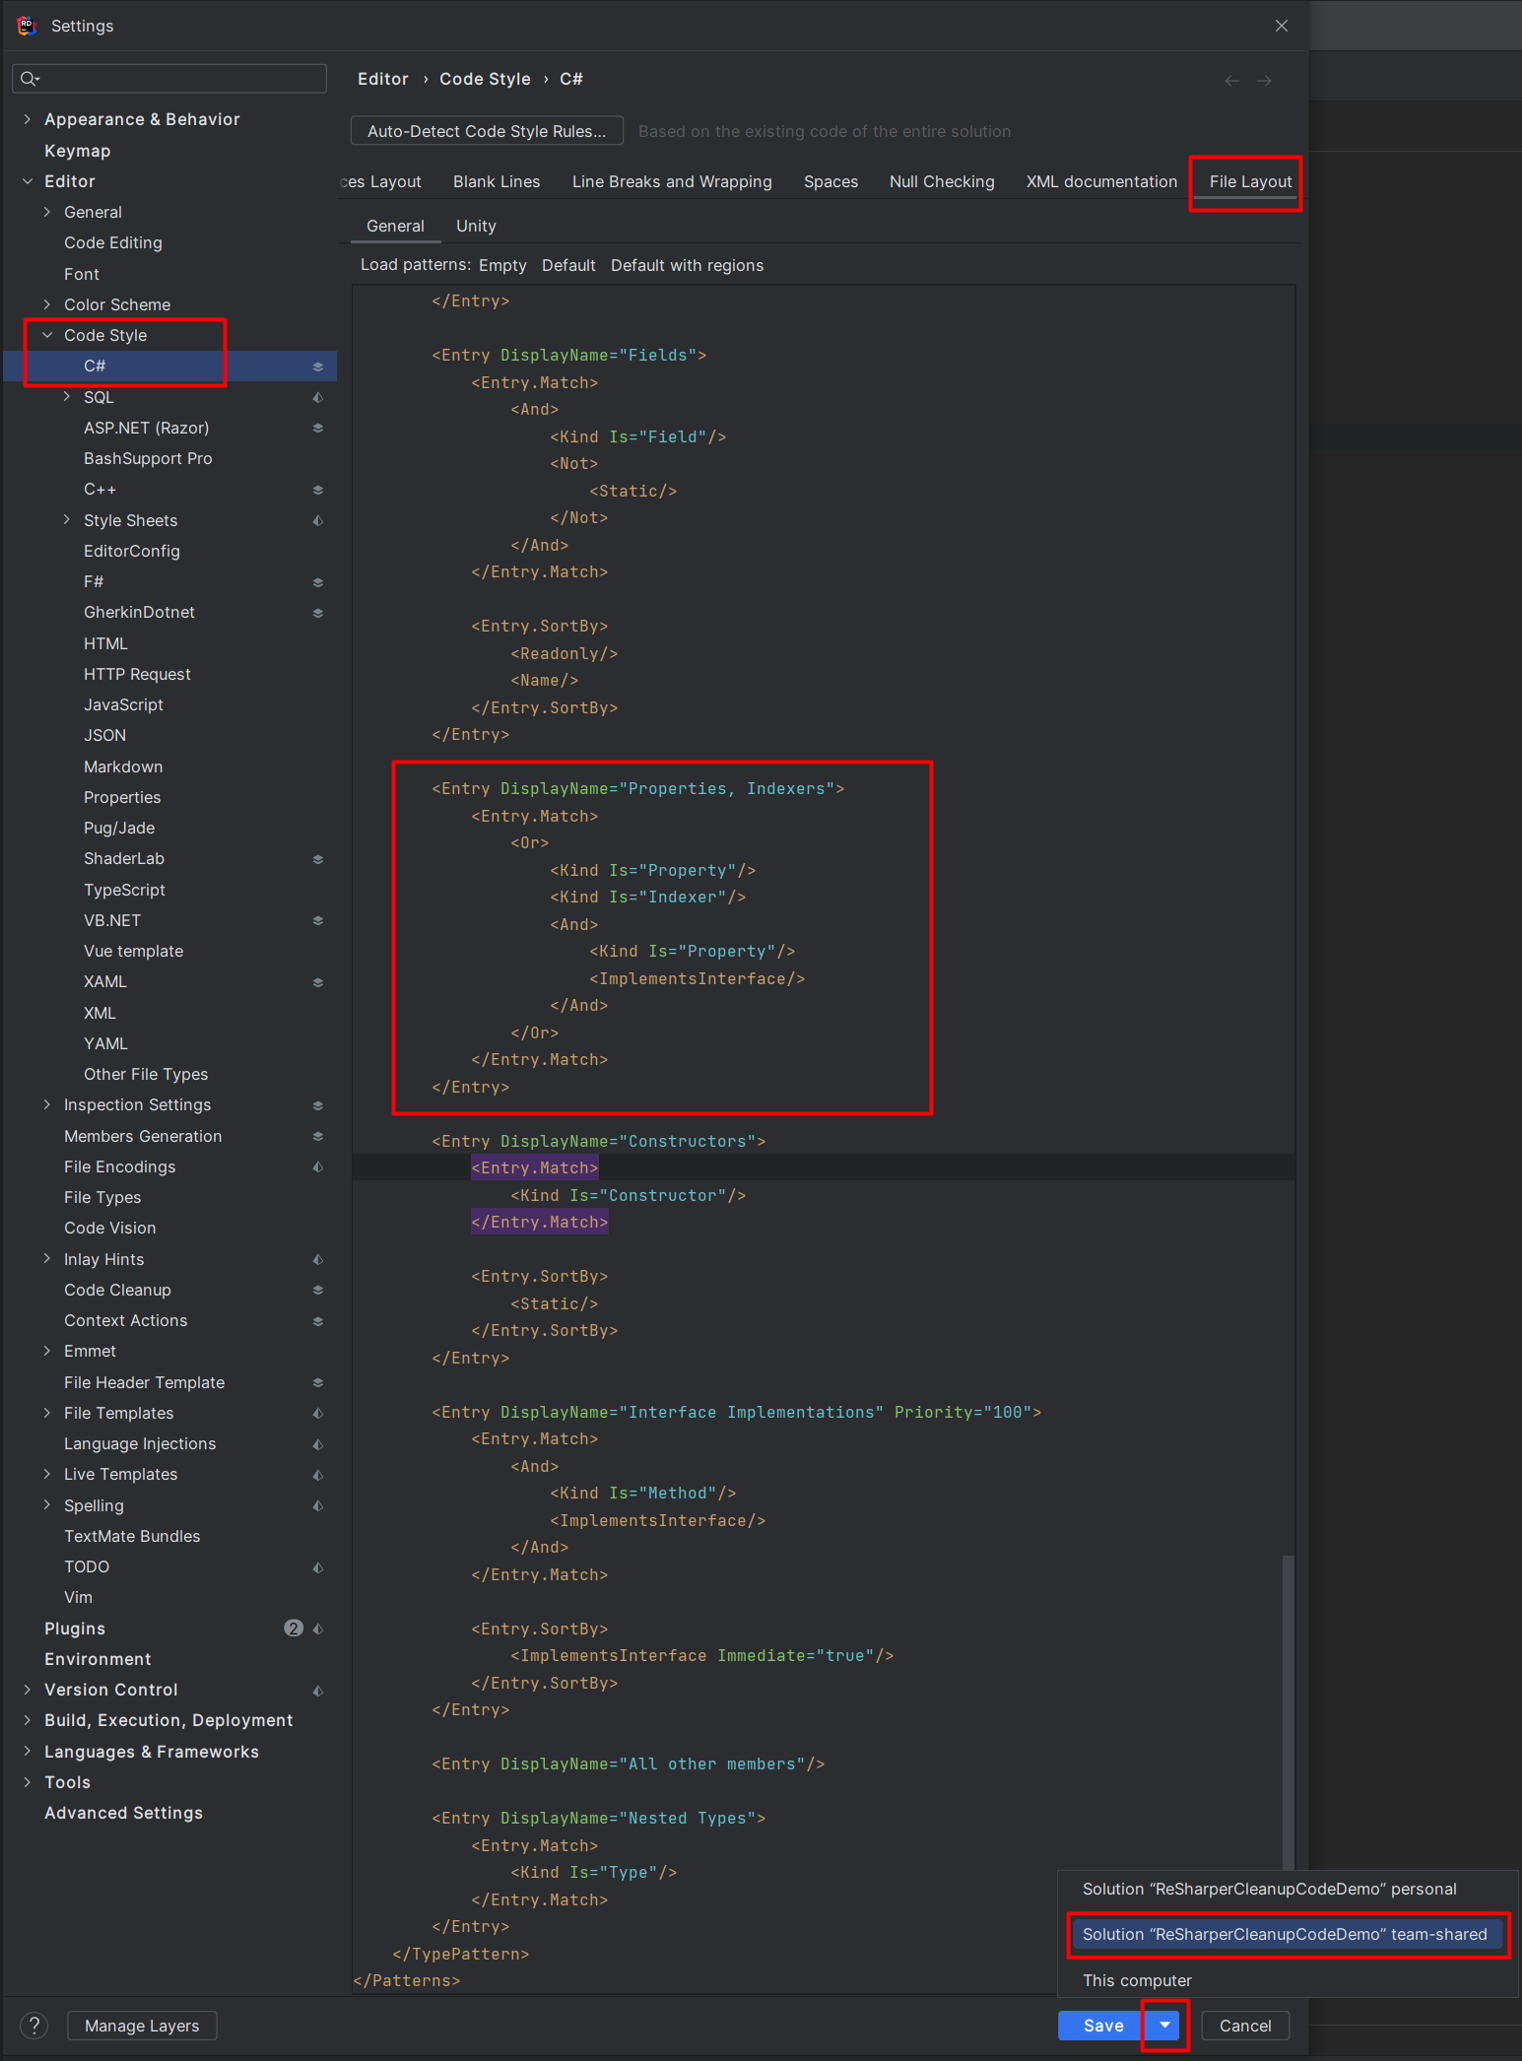 Settings
Appearance & Behavior
Keymap
Editor
General
Code Editing
Font
Color Scheme
Code Style
C#
SQL
ASP.NET (Razor)
BashSupport Pro
C++
Style Sheets
EditorConfig
F#
GherkinDotnet
HTML
HTTP Request
JavaScript
JSON
Markdown
Properties
Pug/Jade
ShaderLab
TypeScript
VB.NET
Vue template
XAML
XML
YAML
Other File Types
Inspection Settings
Members Generation
File Encodings
File Types
Code Vision
Inlay Hints
Code Cleanup
Context Actions
Emmet
File Header Template
File Templates
Language Injections
Live Templates
Spelling
TextMate Bundles
TODO
Vim
Plugins 2
Environment
Version Control
Build, Execution, Deployment
Languages & Frameworks
Tools
Advanced Settings
Editor › Code Style › C#
Auto-Detect Code Style Rules... Based on the existing code of the entire solution
ces Layout Blank Lines Line Breaks and Wrapping Spaces Null Checking XML documentation File Layout
General Unity
Load patterns: Empty Default Default with regions
</Entry>
<Entry DisplayName="Fields">
<Entry.Match>
<And>
<Kind Is="Field"/>
<Not>
<Static/>
</Not>
</And>
</Entry.Match>
<Entry.SortBy>
<Readonly/>
<Name/>
</Entry.SortBy>
</Entry>
<Entry DisplayName="Properties, Indexers">
<Entry.Match>
<Or>
<Kind Is="Property"/>
<Kind Is="Indexer"/>
<And>
<Kind Is="Property"/>
<ImplementsInterface/>
</And>
</Or>
</Entry.Match>
</Entry>
<Entry DisplayName="Constructors">
<Entry.Match>
<Kind Is="Constructor"/>
</Entry.Match>
<Entry.SortBy>
<Static/>
</Entry.SortBy>
</Entry>
<Entry DisplayName="Interface Implementations" Priority="100">
<Entry.Match>
<And>
<Kind Is="Method"/>
<ImplementsInterface/>
</And>
</Entry.Match>
<Entry.SortBy>
<ImplementsInterface Immediate="true"/>
</Entry.SortBy>
</Entry>
<Entry DisplayName="All other members"/>
<Entry DisplayName="Nested Types">
<Entry.Match>
<Kind Is="Type"/>
</Entry.Match>
</Entry>
</TypePattern>
</Patterns>
Solution “ReSharperCleanupCodeDemo” personal
Solution “ReSharperCleanupCodeDemo” team-shared
This computer
? Manage Layers Save Cancel